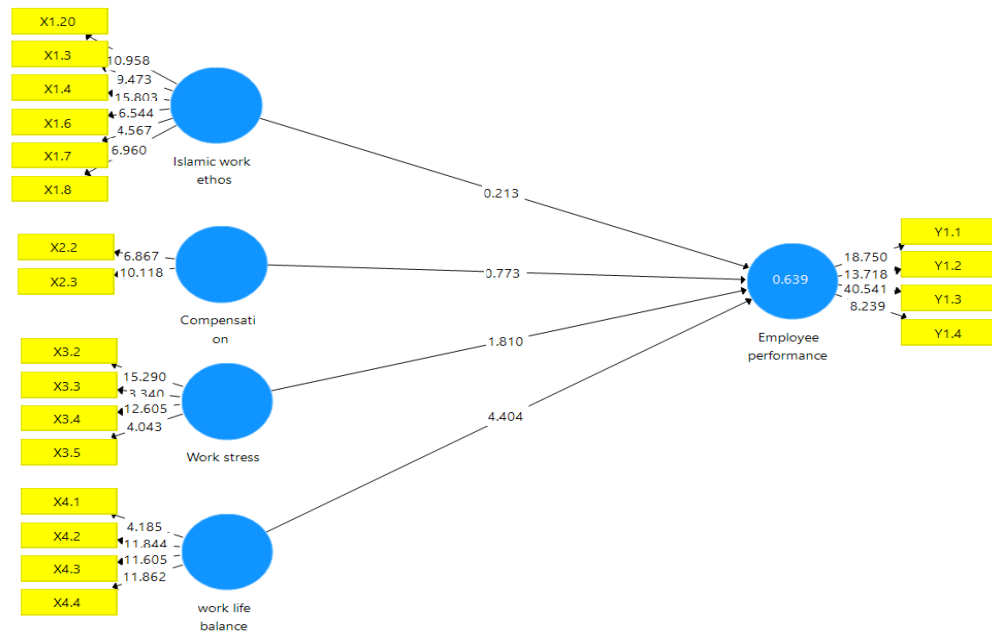 X1.20
X1.3
X1.4
X1.6
X1.7
X1.8
10.958
9.473
15.803
6.544
4.567
6.960
Islamic work
ethos
0.213
X2.2
X2.3
6.867
10.118
Compensati
on
0.773
X3.2
X3.3
X3.4
X3.5
15.290
3.340
12.605
4.043
Work stress
1.810
X4.1
X4.2
X4.3
X4.4
4.185
11.844
11.605
11.862
work life
balance
4.404
0.639
Employee
performance
18.750
13.718
40.541
8.239
Y1.1
Y1.2
Y1.3
Y1.4